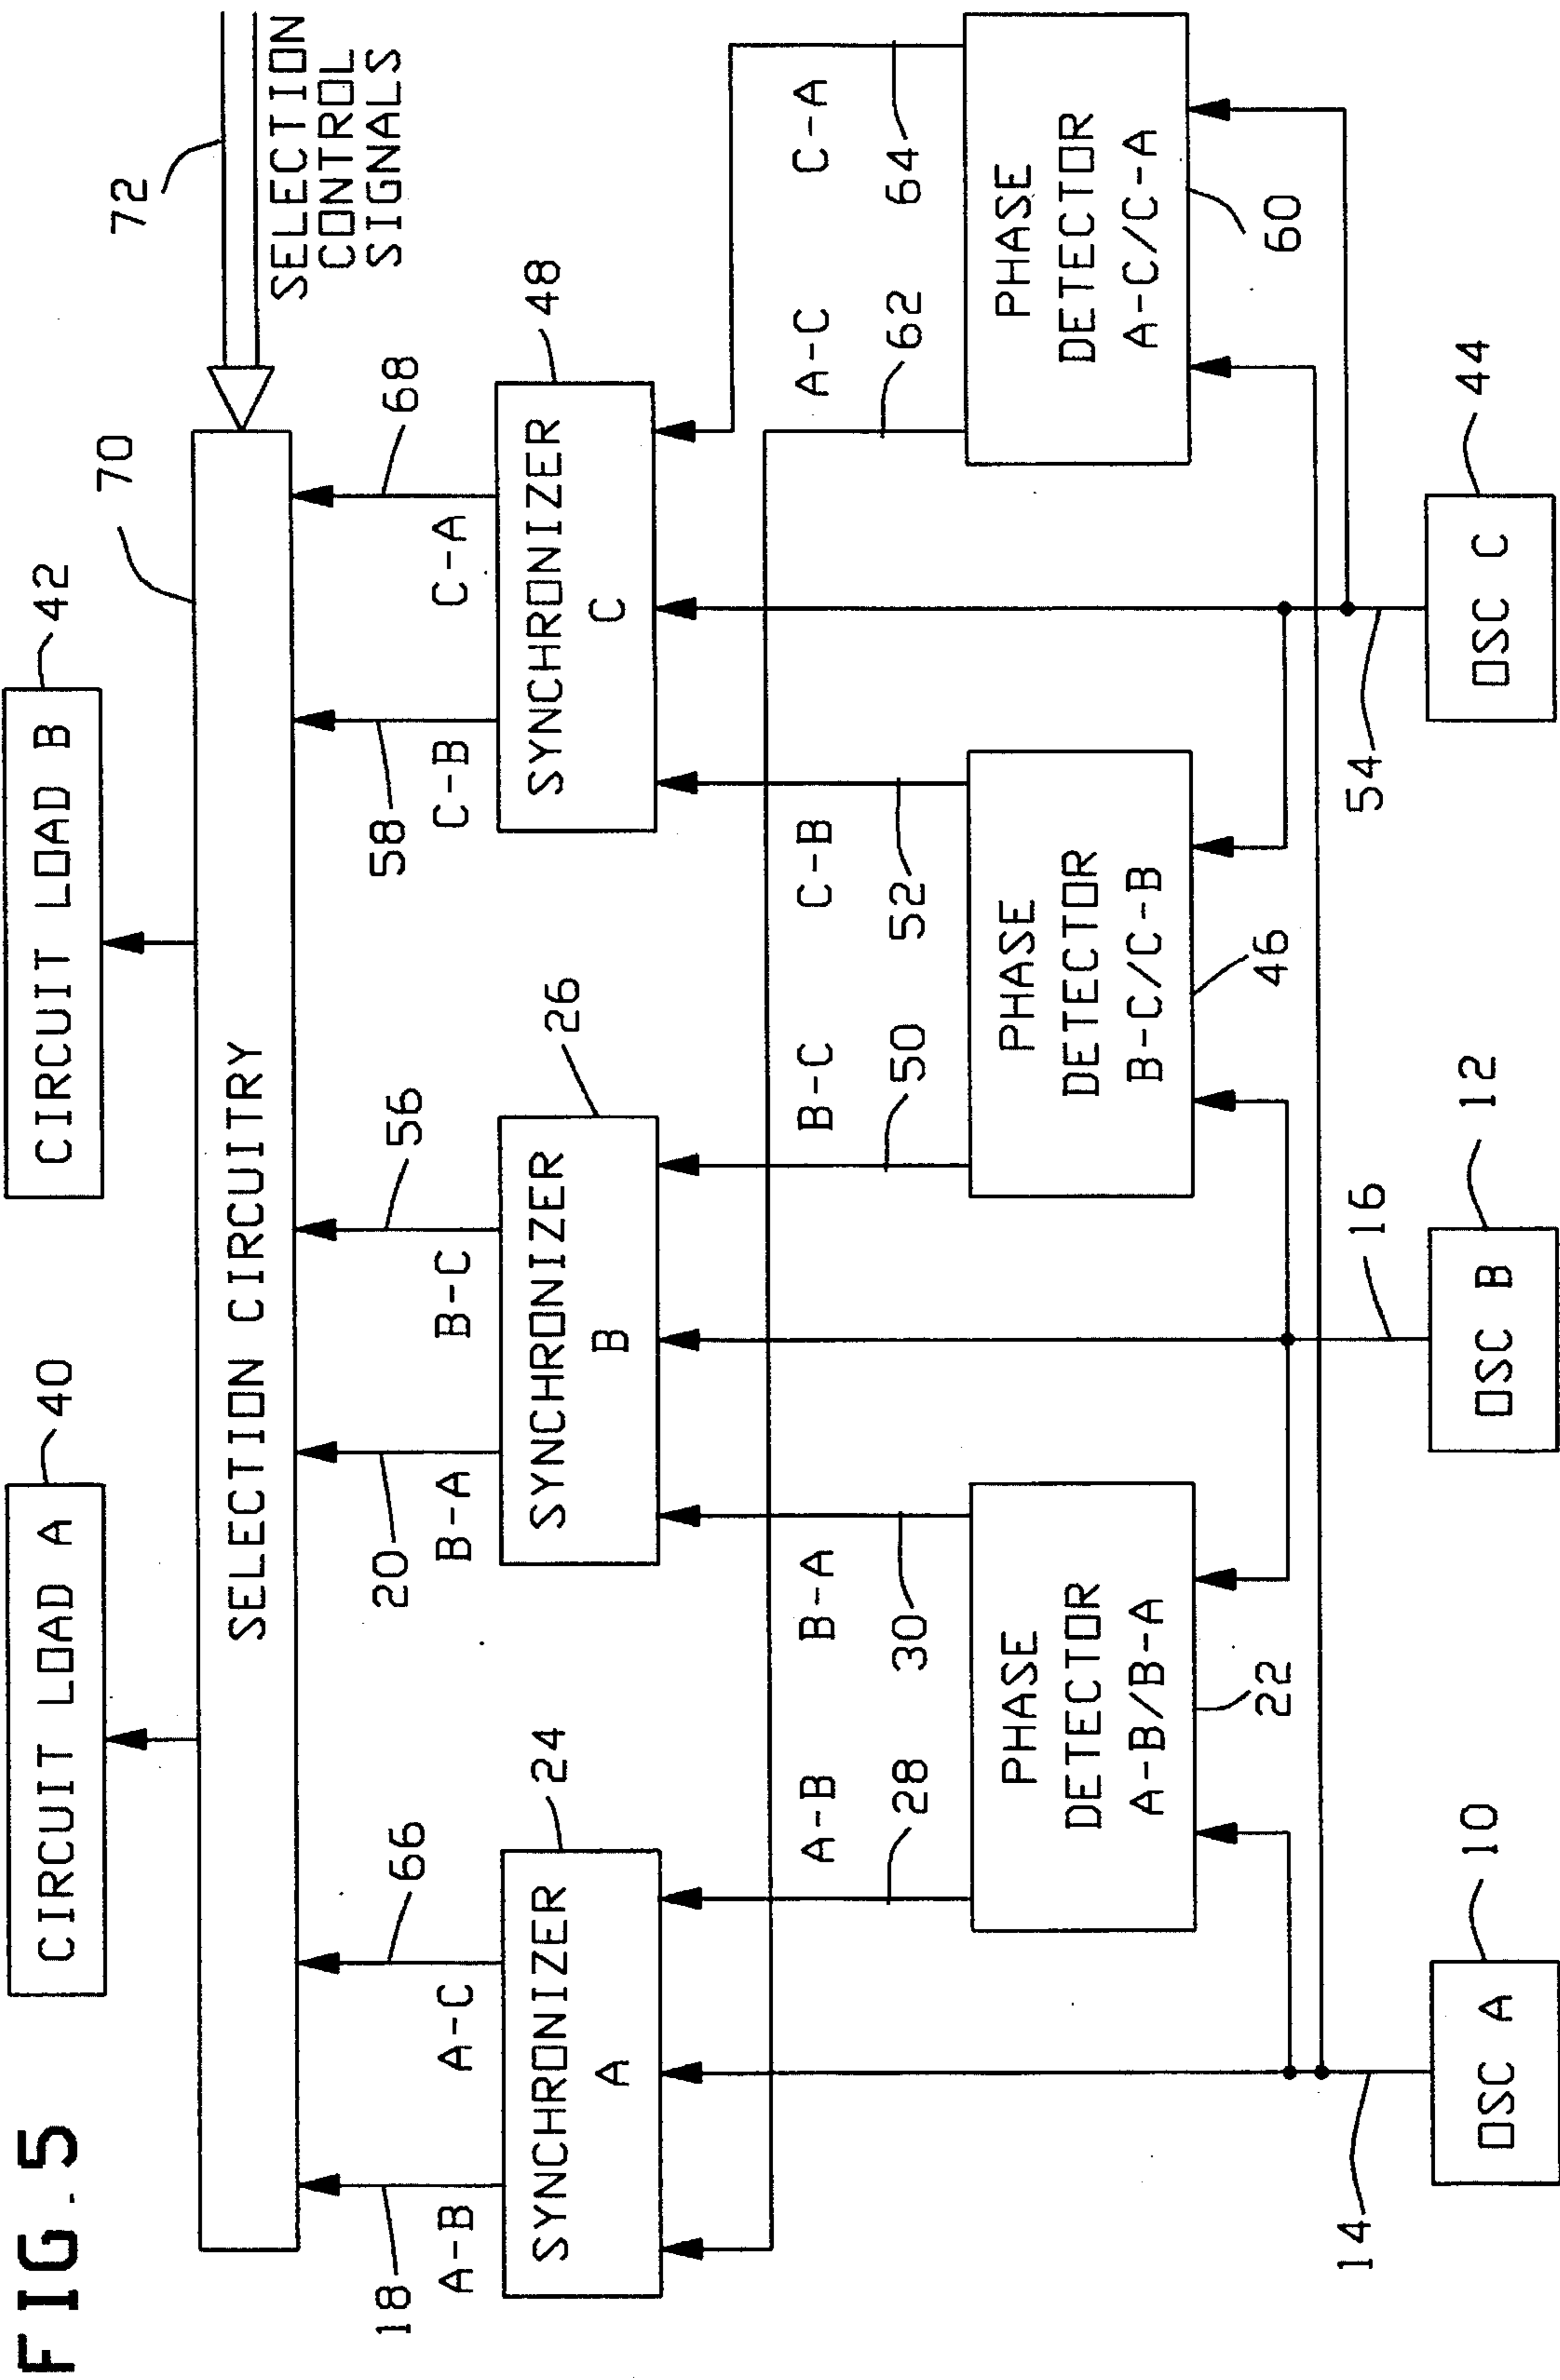 FIG. 5
CIRCUIT LOAD A
40
CIRCUIT LOAD B
42
70
72
SELECTION CIRCUITRY
SELECTION
CONTROL
SIGNALS
18
66
20
56
58
68
A-B
A-C
B-A
B-C
C-B
C-A
24
26
48
SYNCHRONIZER
A
SYNCHRONIZER
B
SYNCHRONIZER
C
A-B
B-A
B-C
C-B
A-C
C-A
28
30
50
52
62
64
PHASE
DETECTOR
A-B/B-A
22
PHASE
DETECTOR
B-C/C-B
46
PHASE
DETECTOR
A-C/C-A
60
14
16
54
10
12
44
OSC A
OSC B
OSC C